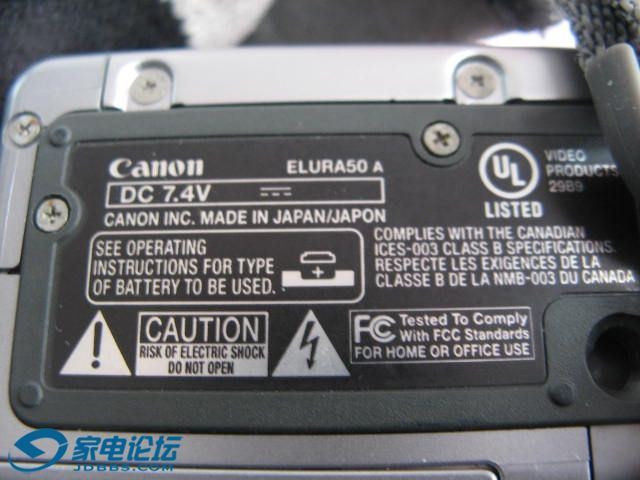 Canon ELURA50 A
DC 7.4V
CANON INC. MADE IN JAPAN/JAPON
SEE OPERATING
INSTRUCTIONS FOR TYPE
OF BATTERY TO BE USED.
CAUTION
RISK OF ELECTRIC SHOCK
DO NOT OPEN
UL
LISTED
VIDEO
PRODUCTS
29B9
COMPLIES WITH THE CANADIAN
ICES-003 CLASS B SPECIFICATIONS.
RESPECTE LES EXIGENCES DE LA
CLASSE B DE LA NMB-003 DU CANADA
FC Tested To Comply
With FCC Standards
FOR HOME OR OFFICE USE
家电论坛
JDBBS.COM